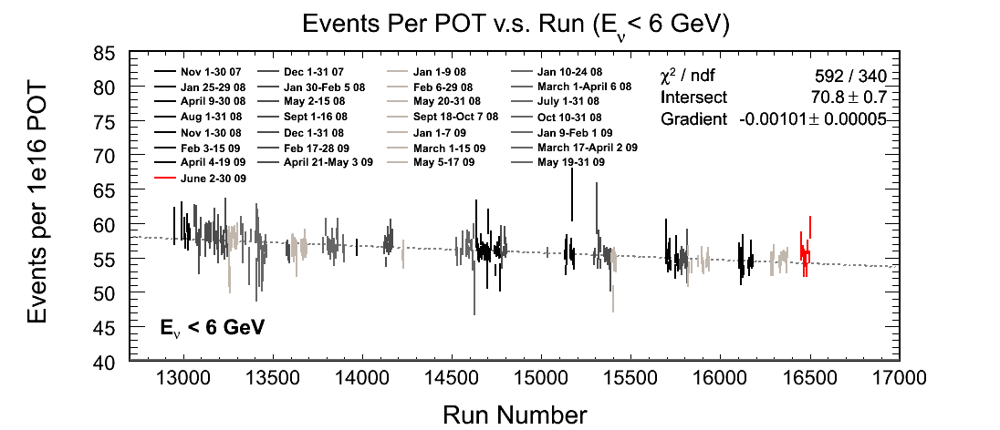 Events Per POT v.s. Run (Eν < 6 GeV)
Nov 1-30 07 Dec 1-31 07 Jan 1-9 08 Jan 10-24 08
Jan 25-29 08 Jan 30-Feb 5 08 Feb 6-29 08 March 1-April 6 08
April 9-30 08 May 2-15 08 May 20-31 08 July 1-31 08
Aug 1-31 08 Sept 1-16 08 Sept 18-Oct 7 08 Oct 10-31 08
Nov 1-30 08 Dec 1-31 08 Jan 1-7 09 Jan 9-Feb 1 09
Feb 3-15 09 Feb 17-28 09 March 1-15 09 March 17-April 2 09
April 4-19 09 April 21-May 3 09 May 5-17 09 May 19-31 09
June 2-30 09
χ² / ndf 592 / 340
Intersect 70.8 ± 0.7
Gradient -0.00101 ± 0.00005
Events per 1e16 POT
85
80
75
70
65
60
55
50
45
40
Eν < 6 GeV
13000 13500 14000 14500 15000 15500 16000 16500 17000
Run Number